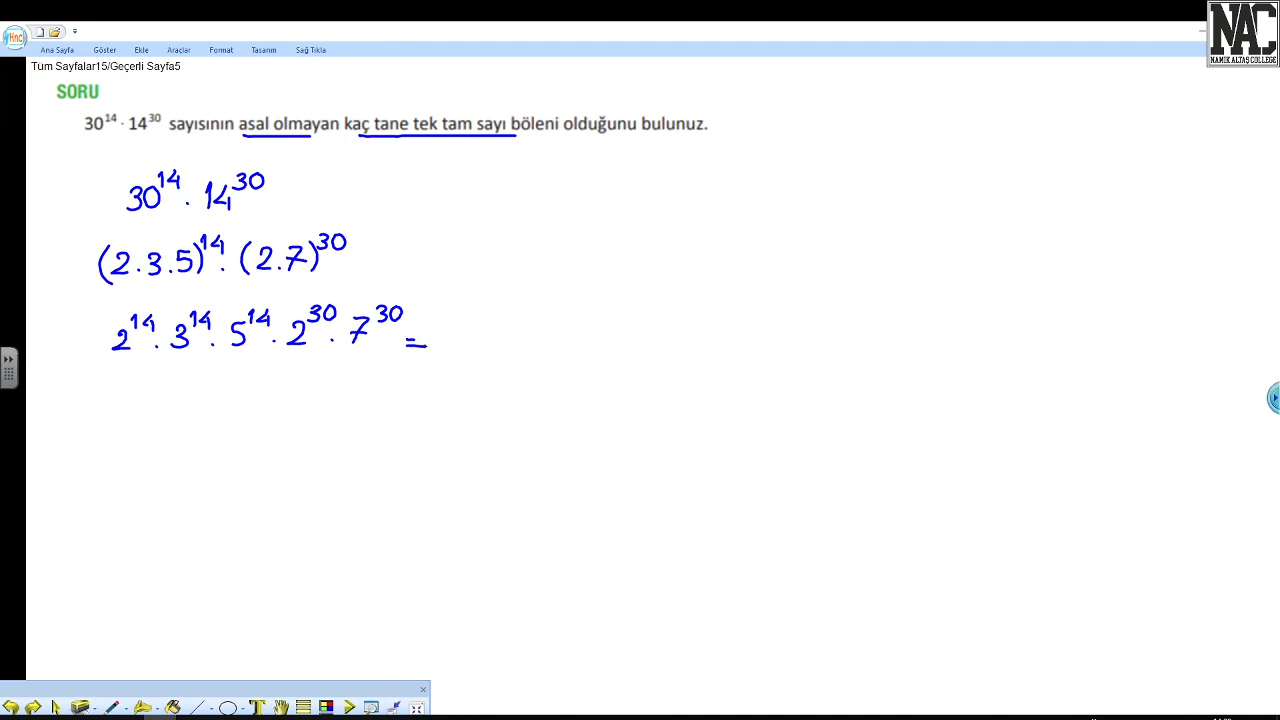 NAC
NAMIK ALTAŞ COLLEGE
Hnc
Ana Sayfa Göster Ekle Araçlar Format Tasarım Sağ Tıkla
Tüm Sayfalar15/Geçerli Sayfa5
SORU
30¹⁴ · 14³⁰ sayısının asal olmayan kaç tane tek tam sayı böleni olduğunu bulunuz.
30¹⁴ . 14³⁰
(2.3.5)¹⁴ . (2.7)³⁰
2¹⁴ . 3¹⁴ . 5¹⁴ . 2³⁰ . 7³⁰ =